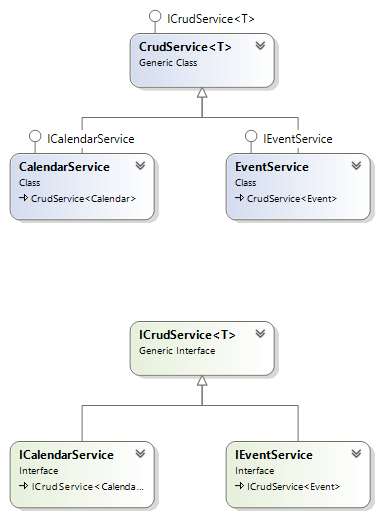 ICrudService<T>
CrudService<T>
Generic Class
ICalendarService
IEventService
CalendarService
Class
CrudService<Calendar>
EventService
Class
CrudService<Event>
ICrudService<T>
Generic Interface
ICalendarService
Interface
ICrudService<Calenda...
IEventService
Interface
ICrudService<Event>